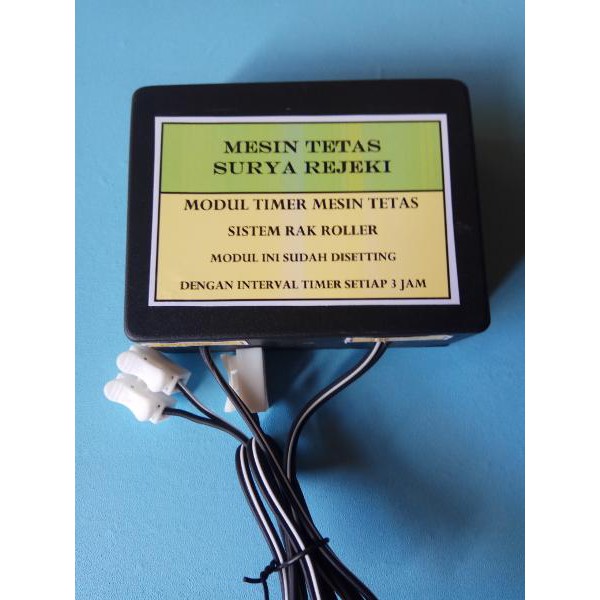 MESIN TETAS
SURYA REJEKI
MODUL TIMER MESIN TETAS
SISTEM RAK ROLLER
MODUL INI SUDAH DISETTING
DENGAN INTERVAL TIMER SETIAP 3 JAM